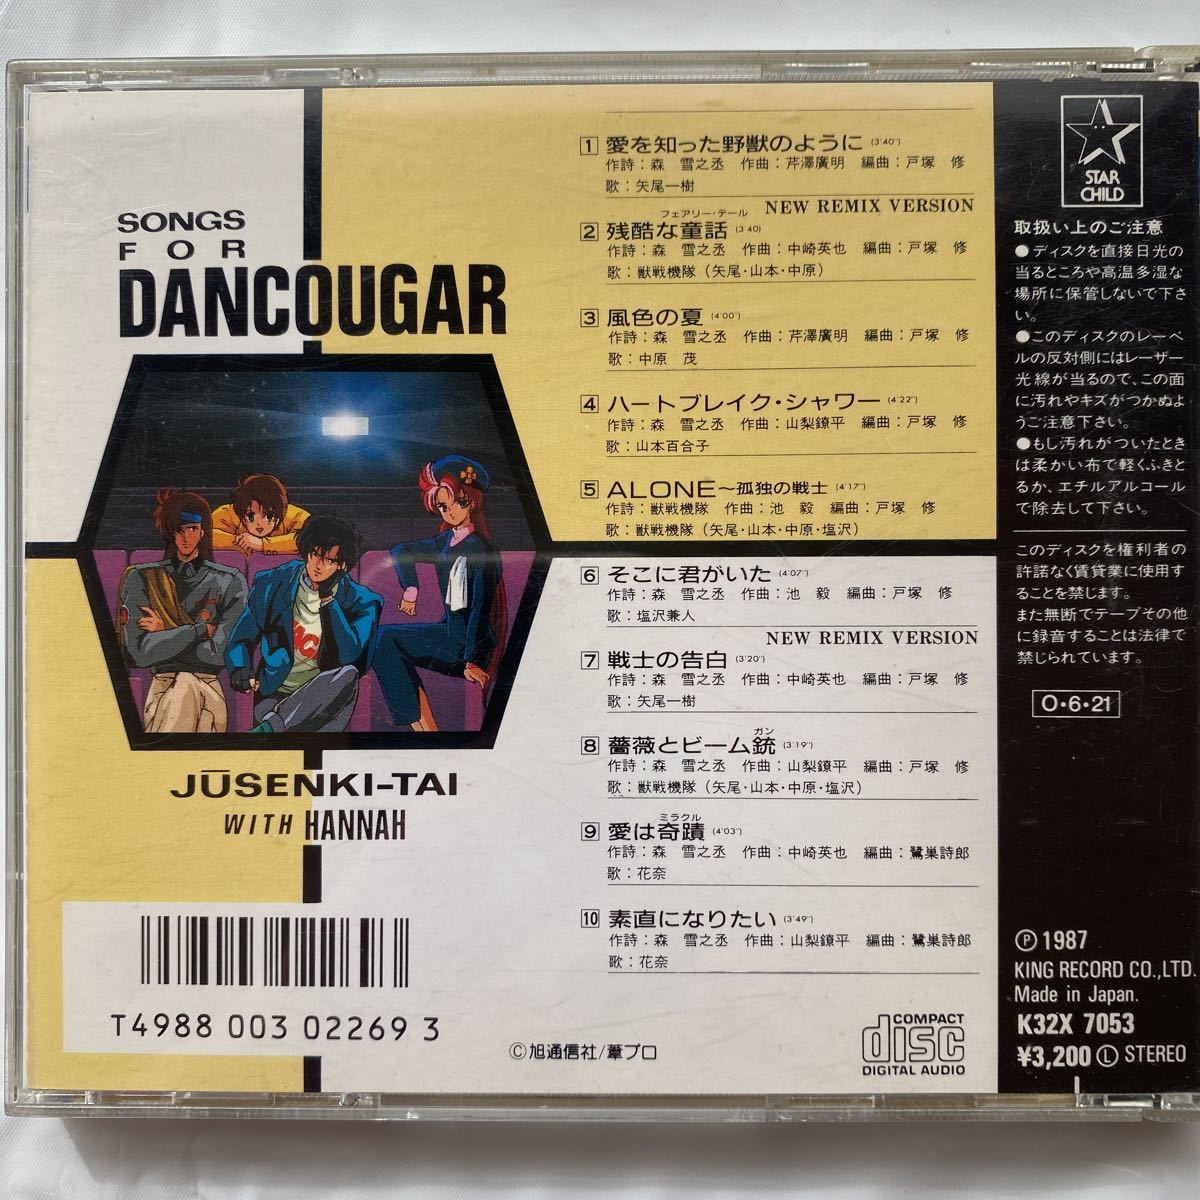 SONGS
FOR
DANCOUGAR
JŪSENKI-TAI
WITH HANNAH
T4988 003 02269 3
1 愛を知った野獣のように (3'40")
作詩：森 雪之丞 作曲：芹澤廣明 編曲：戸塚 修
歌：矢尾一樹
NEW REMIX VERSION
フェアリー・テール
2 残酷な童話 (3'40)
作詩：森 雪之丞 作曲：中崎英也 編曲：戸塚 修
歌：獣戦機隊（矢尾・山本・中原）
3 風色の夏 (4'00")
作詩：森 雪之丞 作曲：芹澤廣明 編曲：戸塚 修
歌：中原 茂
4 ハートブレイク・シャワー (4'22")
作詩：森 雪之丞 作曲：山梨鐐平 編曲：戸塚 修
歌：山本百合子
5 ALONE〜孤独の戦士 (4'17")
作詩：獣戦機隊 作曲：池 毅 編曲：戸塚 修
歌：獣戦機隊（矢尾・山本・中原・塩沢）
6 そこに君がいた (4'07")
作詩：森 雪之丞 作曲：池 毅 編曲：戸塚 修
歌：塩沢兼人
NEW REMIX VERSION
7 戦士の告白 (3'20")
作詩：森 雪之丞 作曲：中崎英也 編曲：戸塚 修
歌：矢尾一樹
ガン
8 薔薇とビーム銃 (3'19")
作詩：森 雪之丞 作曲：山梨鐐平 編曲：戸塚 修
歌：獣戦機隊（矢尾・山本・中原・塩沢）
ミラクル
9 愛は奇蹟 (4'03")
作詩：森 雪之丞 作曲：中崎英也 編曲：鷺巣詩郎
歌：花奈
10 素直になりたい (3'49")
作詩：森 雪之丞 作曲：山梨鐐平 編曲：鷺巣詩郎
歌：花奈
©旭通信社/葦プロ
COMPACT
disc
DIGITAL AUDIO
STAR
CHILD
取扱い上のご注意
●ディスクを直接日光の
当るところや高温多湿な
場所に保管しないで下さ
い。
●このディスクのレーベ
ルの反対側にはレーザー
光線が当るので、この面
に汚れやキズがつかぬよ
うご注意下さい。
●もし汚れがついたとき
は柔かい布で軽くふきと
るか、エチルアルコール
で除去して下さい。
このディスクを権利者の
許諾なく賃貸業に使用す
ることを禁じます。
また無断でテープその他
に録音することは法律で
禁じられています。
O・6・21
Ⓟ 1987
KING RECORD CO.,LTD.
Made in Japan.
K32X 7053
¥3,200 Ⓛ STEREO